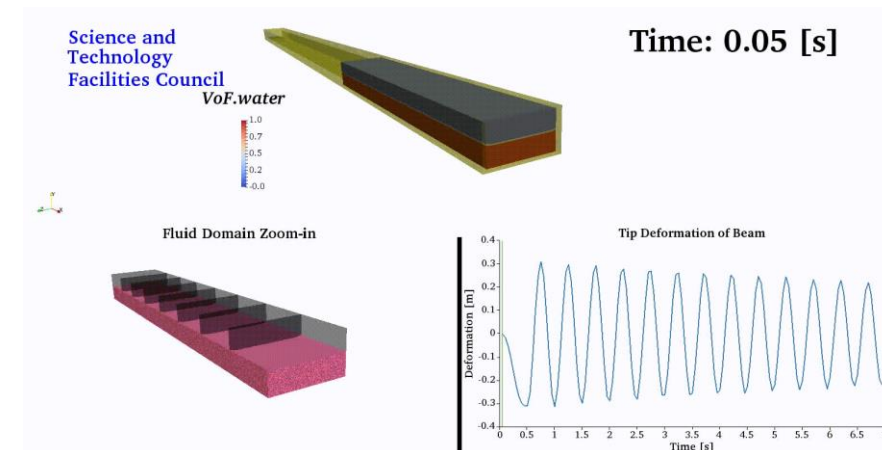 Science and
Technology
Facilities Council
Time: 0.05 [s]
VoF.water
1.0
0.7
0.5
0.2
-0.0
Fluid Domain Zoom-in
Tip Deformation of Beam
Deformation [m]
0.4
0.3
0.2
0.1
0
-0.1
-0.2
-0.3
-0.4
0 0.5 1 1.5 2 2.5 3 3.5 4 4.5 5 5.5 6 6.5
Time [s]